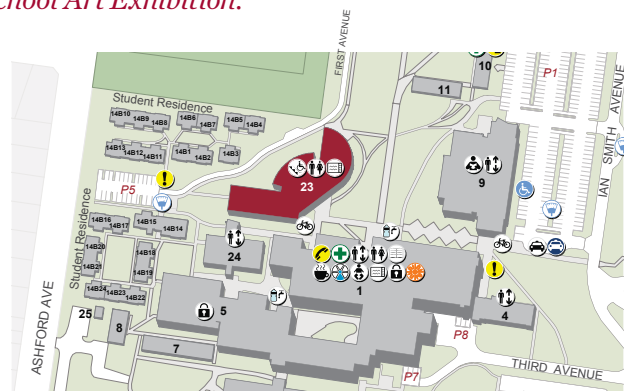 chool Art Exhibition.
FIRST AVENUE
10
P1
11
Student Residence
14B10 14B9 14B8
14B6 14B7
14B5 14B4
14B13 14B12 14B11
14B1 14B2
14B3
IAN SMITH AVENUE
P5
23
9
Student Residence
14B16 14B17
14B15 14B14
14B20 14B21
14B18 14B19
24
14B24 14B23 14B22
1
25
8
5
4
7
P8
P7
THIRD AVENUE
ASHFORD AVE